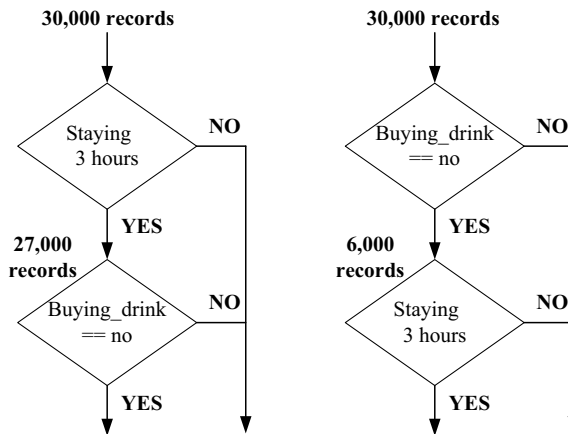 30,000 records
Staying
3 hours
NO
YES
27,000
records
Buying_drink
== no
NO
YES
30,000 records
Buying_drink
== no
NO
YES
6,000
records
Staying
3 hours
NO
YES